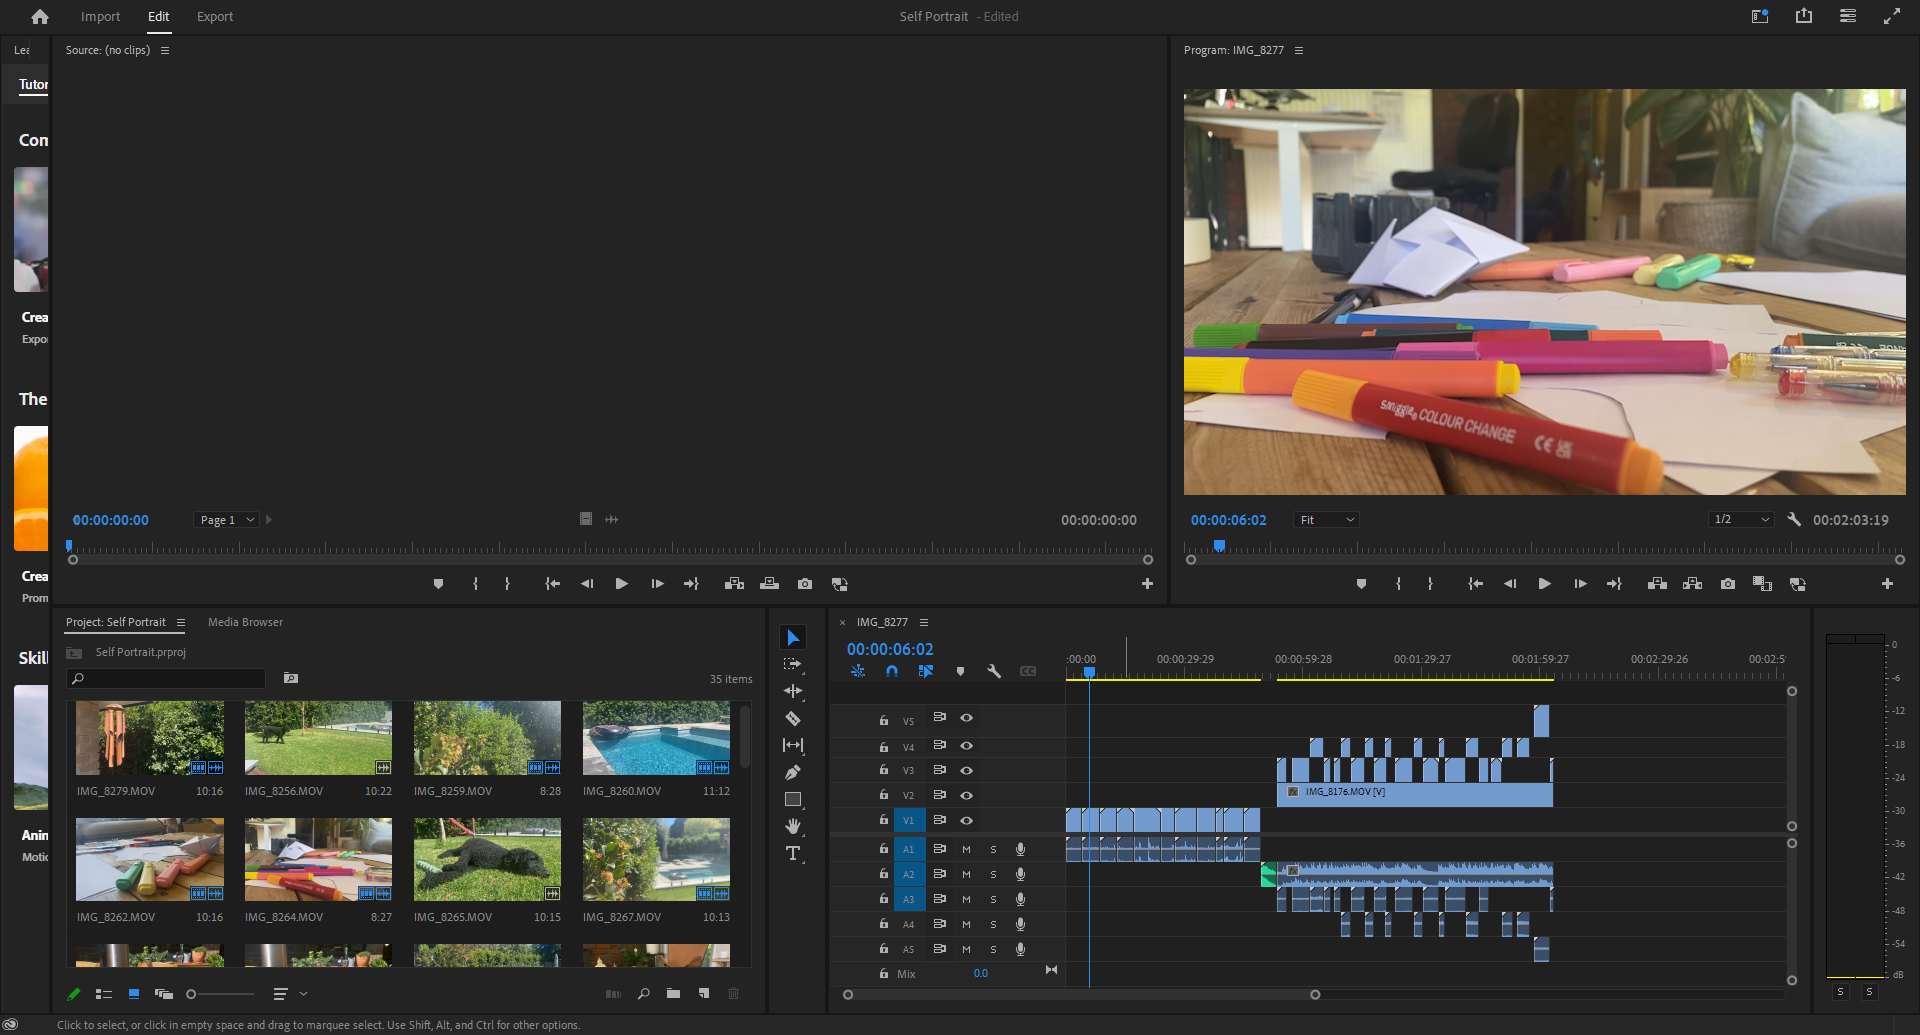 Import Edit Export
Self Portrait - Edited
Source: (no clips)
Program: IMG_8277
00:00:00:00 Page 1 00:00:00:00
smiggle COLOUR CHANGE CE
00:00:06:02 Fit 1/2 00:02:03:19
Project: Self Portrait Media Browser
Self Portrait.prproj
35 items
IMG_8279.MOV 10:16
IMG_8256.MOV 10:22
IMG_8259.MOV 8:28
IMG_8260.MOV 11:12
IMG_8262.MOV 10:16
IMG_8264.MOV 8:27
IMG_8265.MOV 10:15
IMG_8267.MOV 10:13
× IMG_8277
00:00:06:02
:00:00 00:00:29:29 00:00:59:28 00:01:29:27 00:01:59:27 00:02:29:26 00:02:5
V5
V4
V3
V2 IMG_8176.MOV [V]
V1
A1 M S
A2 M S
A3 M S
A4 M S
A5 M S
Mix 0.0
0
-6
-12
-18
-24
-30
-36
-42
-48
-54
dB
S S
Tutor
Com
Crea
Expor
The
Crea
Prom
Skill
Anim
Motic
Click to select, or click in empty space and drag to marquee select. Use Shift, Alt, and Ctrl for other options.